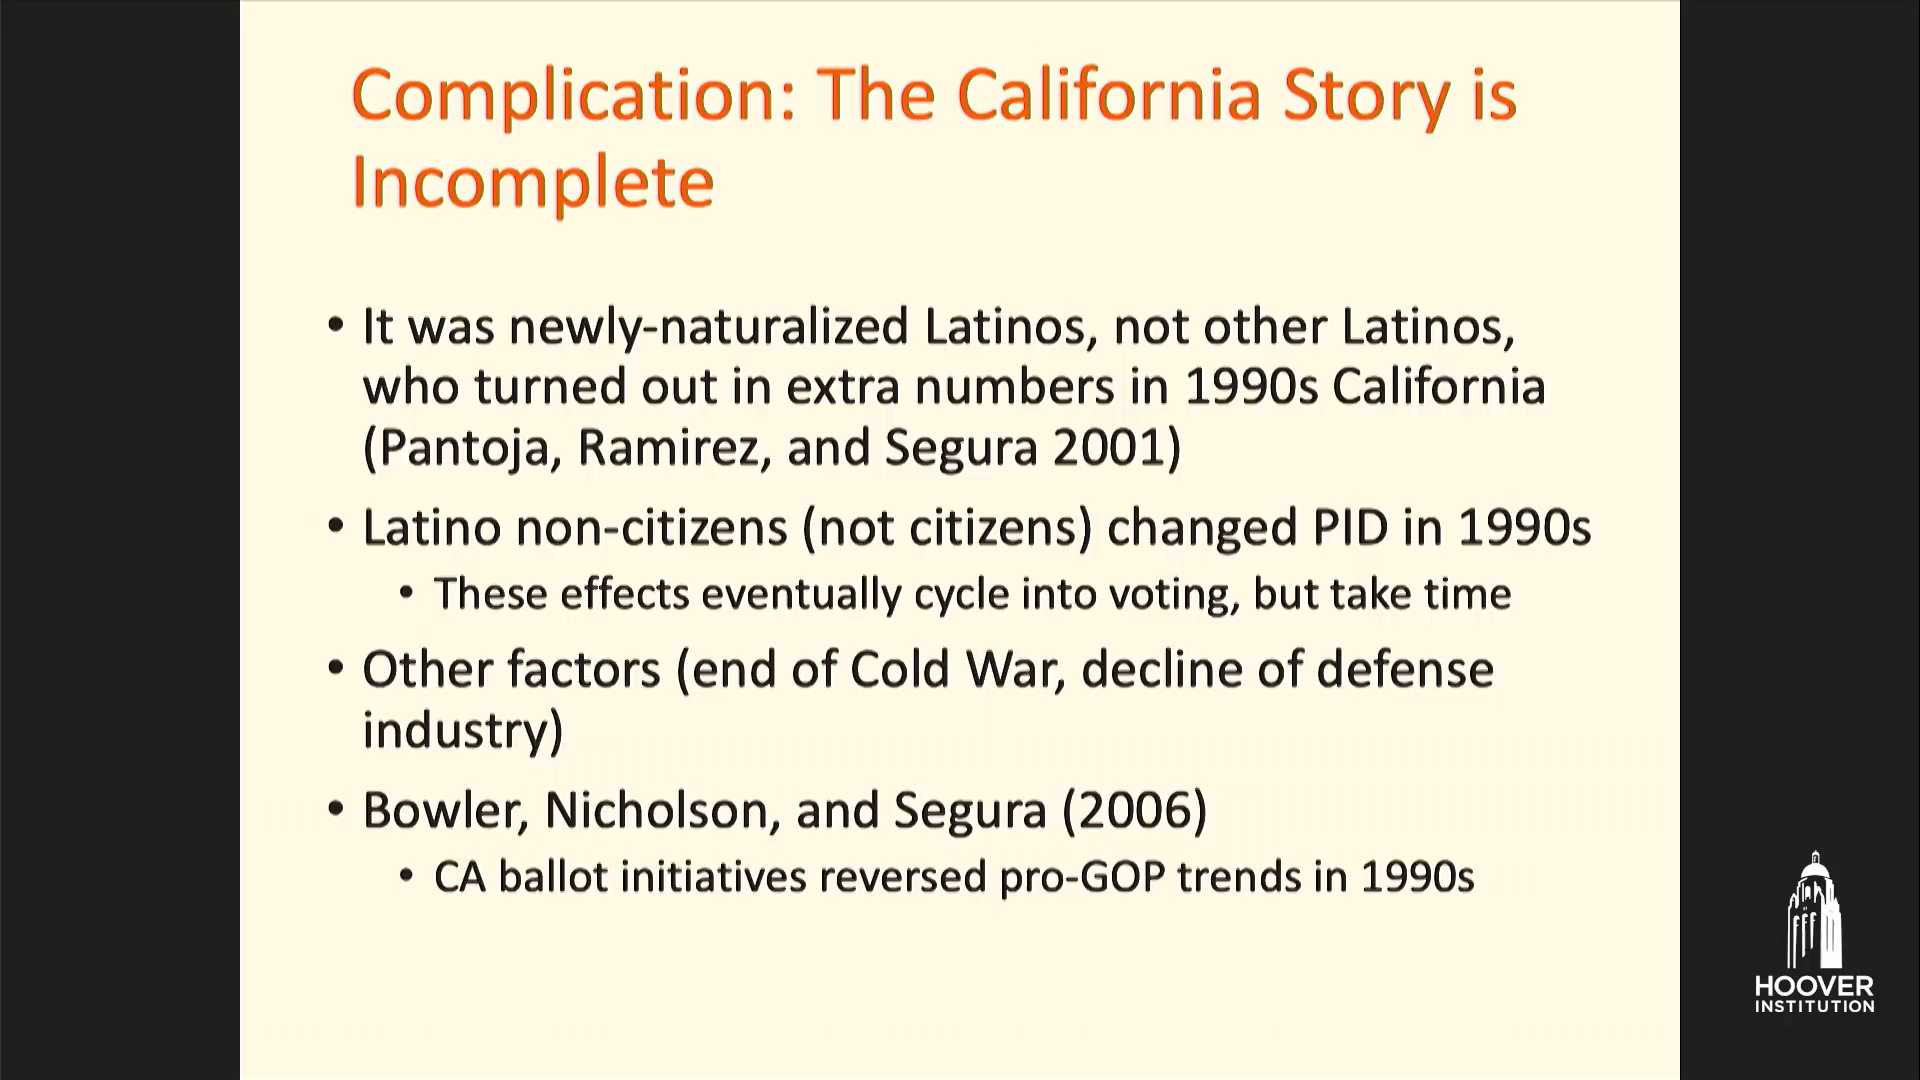 Complication: The California Story is
Incomplete
• It was newly-naturalized Latinos, not other Latinos,
who turned out in extra numbers in 1990s California
(Pantoja, Ramirez, and Segura 2001)
• Latino non-citizens (not citizens) changed PID in 1990s
• These effects eventually cycle into voting, but take time
• Other factors (end of Cold War, decline of defense
industry)
• Bowler, Nicholson, and Segura (2006)
• CA ballot initiatives reversed pro-GOP trends in 1990s
HOOVER
INSTITUTION